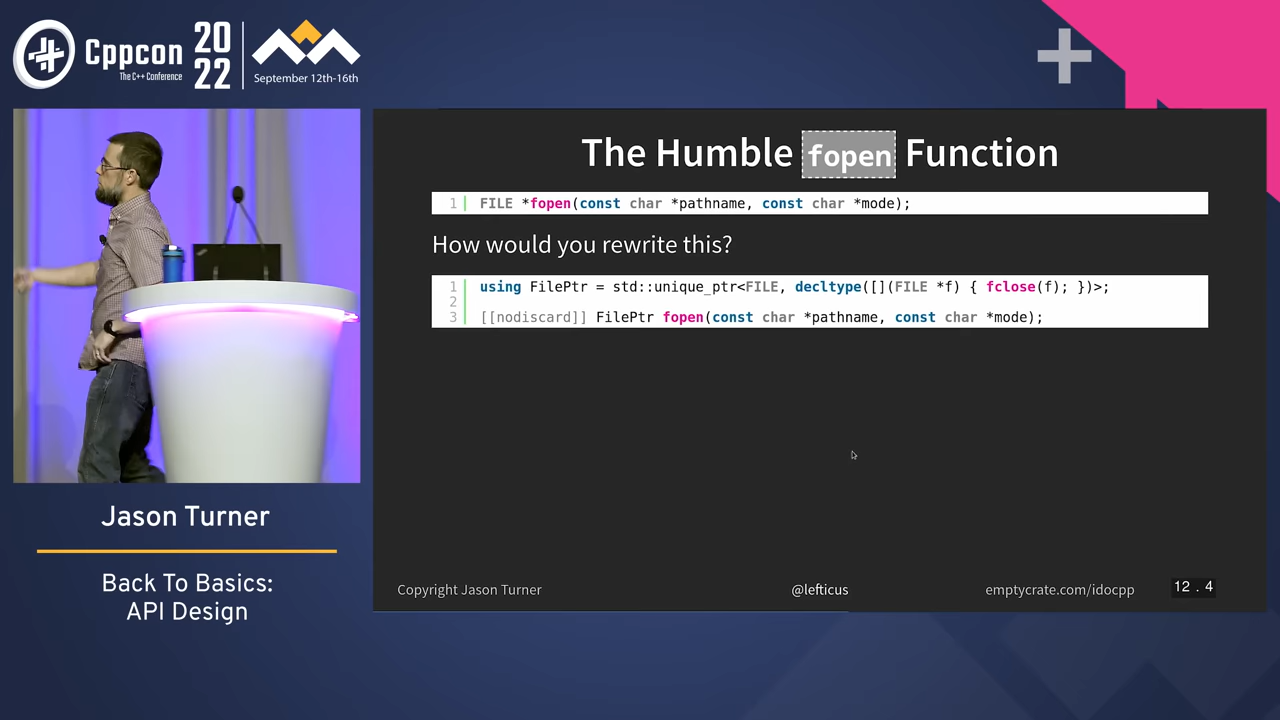 Cppcon
The C++ Conference
20
22
September 12th-16th
The Humble fopen Function
1 FILE *fopen(const char *pathname, const char *mode);
How would you rewrite this?
1 using FilePtr = std::unique_ptr<FILE, decltype([](FILE *f) { fclose(f); })>;
2
3 [[nodiscard]] FilePtr fopen(const char *pathname, const char *mode);
Jason Turner
Back To Basics:
API Design
Copyright Jason Turner
@lefticus
emptycrate.com/idocpp
12 . 4